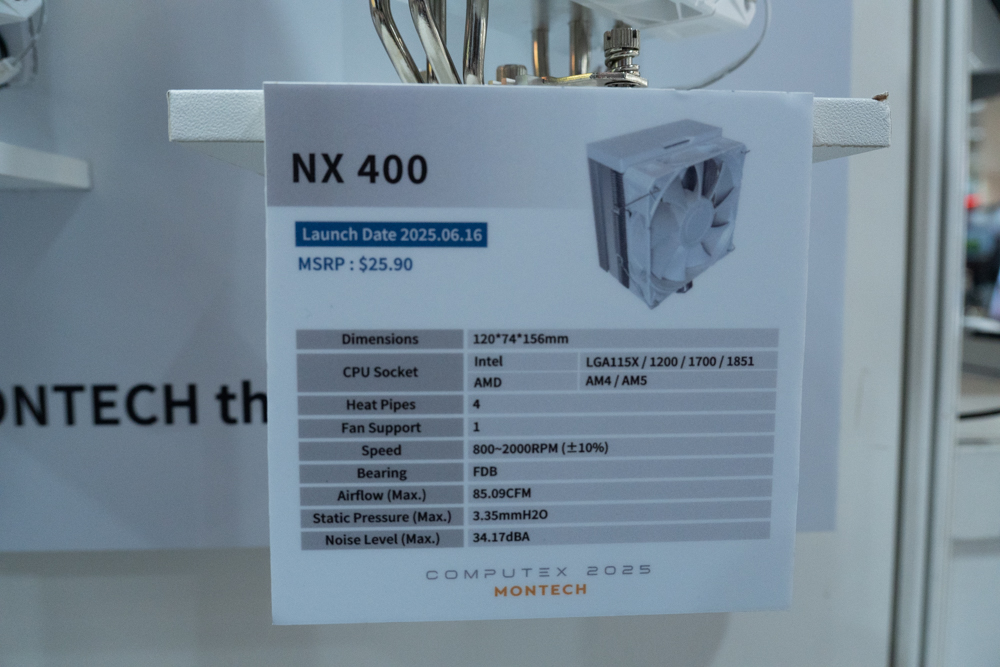 NX 400
Launch Date 2025.06.16
MSRP : $25.90
Dimensions 120*74*156mm
CPU Socket Intel LGA115X / 1200 / 1700 / 1851
AMD AM4 / AM5
Heat Pipes 4
Fan Support 1
Speed 800~2000RPM (±10%)
Bearing FDB
Airflow (Max.) 85.09CFM
Static Pressure (Max.) 3.35mmH2O
Noise Level (Max.) 34.17dBA
COMPUTEX 2025
MONTECH
ONTECH th